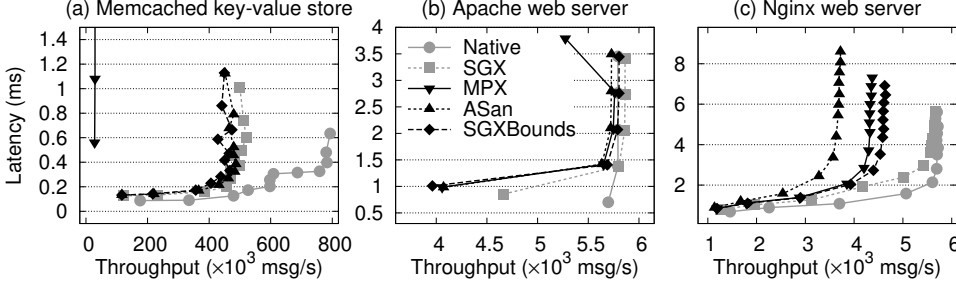 (a) Memcached key-value store
Latency (ms)
1.4
1.2
1
0.8
0.6
0.4
0.2
0
0 200 400 600 800
Throughput (×10³ msg/s)
(b) Apache web server
4
3.5
3
2.5
2
1.5
1
0.5
Native
SGX
MPX
ASan
SGXBounds
4 4.5 5 5.5 6
Throughput (×10³ msg/s)
(c) Nginx web server
8
6
4
2
1 2 3 4 5 6
Throughput (×10³ msg/s)